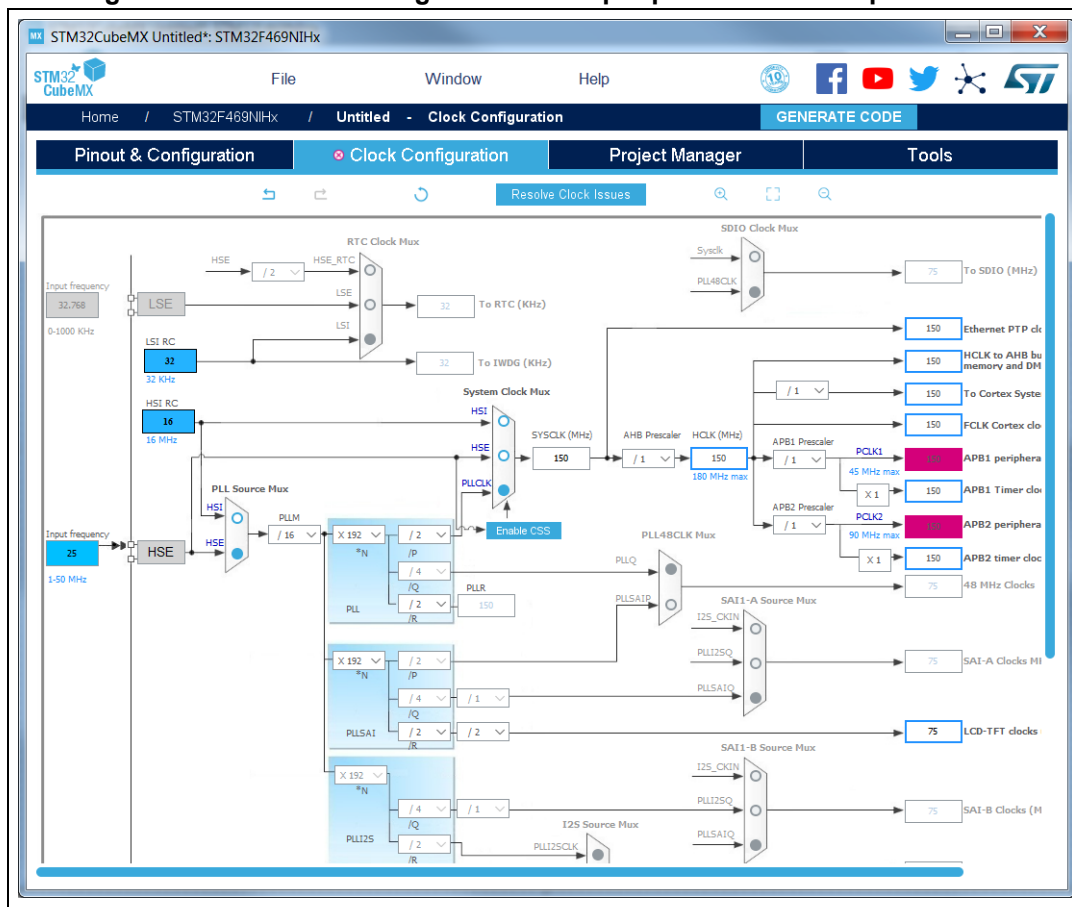 MX STM32CubeMX Untitled*: STM32F469NIHx
STM32
CubeMX
File Window Help
10
Home / STM32F469NIHx / Untitled - Clock Configuration GENERATE CODE
Pinout & Configuration Clock Configuration Project Manager Tools
Resolve Clock Issues
SDIO Clock Mux
RTC Clock Mux
Sysclk
HSE / 2 HSE_RTC
75 To SDIO (MHz)
PLL48CLK
Input frequency
32.768 LSE LSE 32 To RTC (KHz)
0-1000 KHz
LSI
150 Ethernet PTP clo
LSI RC
32 32 To IWDG (KHz)
32 KHz
150 HCLK to AHB bu
memory and DM
System Clock Mux
/ 1 150 To Cortex Syste
HSI RC
16 HSI
16 MHz
150 FCLK Cortex clo
SYSCLK (MHz) AHB Prescaler HCLK (MHz) APB1 Prescaler
HSE 150 / 1 150 / 1 PCLK1 150 APB1 periphera
180 MHz max 45 MHz max
PLLCLK
X 1 150 APB1 Timer clo
PLL Source Mux
HSI PLLM
/ 16 X 192 / 2 Enable CSS
*N /P
APB2 Prescaler
/ 1 PCLK2 150 APB2 periphera
90 MHz max
PLL48CLK Mux
Input frequency
25 HSE HSE
1-50 MHz
X 1 150 APB2 timer cloc
/ 4 PLLQ
/Q PLLR
75 48 MHz Clocks
PLL / 2 150
/R
PLLSAIP
SAI1-A Source Mux
I2S_CKIN
X 192 / 2
*N /P
PLLI2SQ
75 SAI-A Clocks MH
/ 4 / 1
/Q
PLLSAIQ
PLLSAI / 2 / 2
/R
75 LCD-TFT clocks
SAI1-B Source Mux
I2S_CKIN
X 192
*N
/ 4 / 1
/Q
PLLI2SQ
75 SAI-B Clocks (M
I2S Source Mux
PLLI2S / 2 PLLI2SCLK
/R
PLLSAIQ